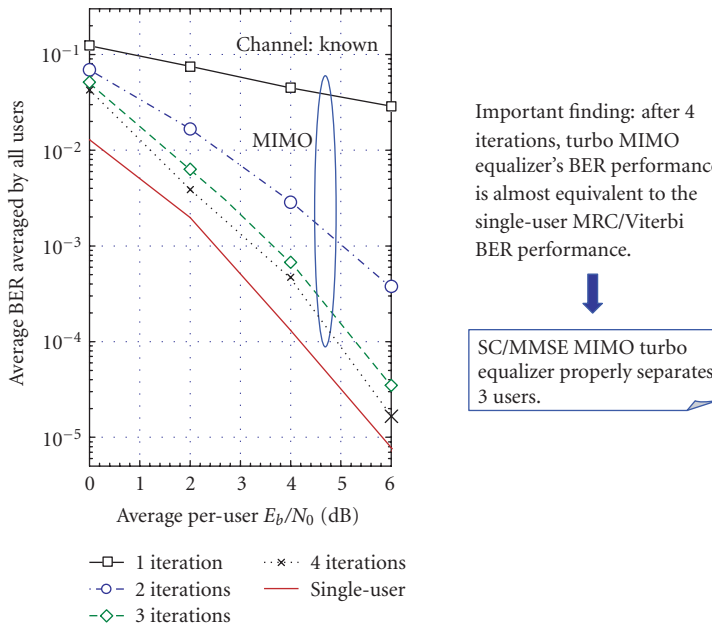 Channel: known
MIMO
10−1
10−2
10−3
10−4
10−5
Average BER averaged by all users
0 1 2 3 4 5 6
Average per-user Eb/N0 (dB)
1 iteration
2 iterations
3 iterations
4 iterations
Single-user
Important finding: after 4
iterations, turbo MIMO
equalizer's BER performance
is almost equivalent to the
single-user MRC/Viterbi
BER performance.
SC/MMSE MIMO turbo
equalizer properly separates
3 users.